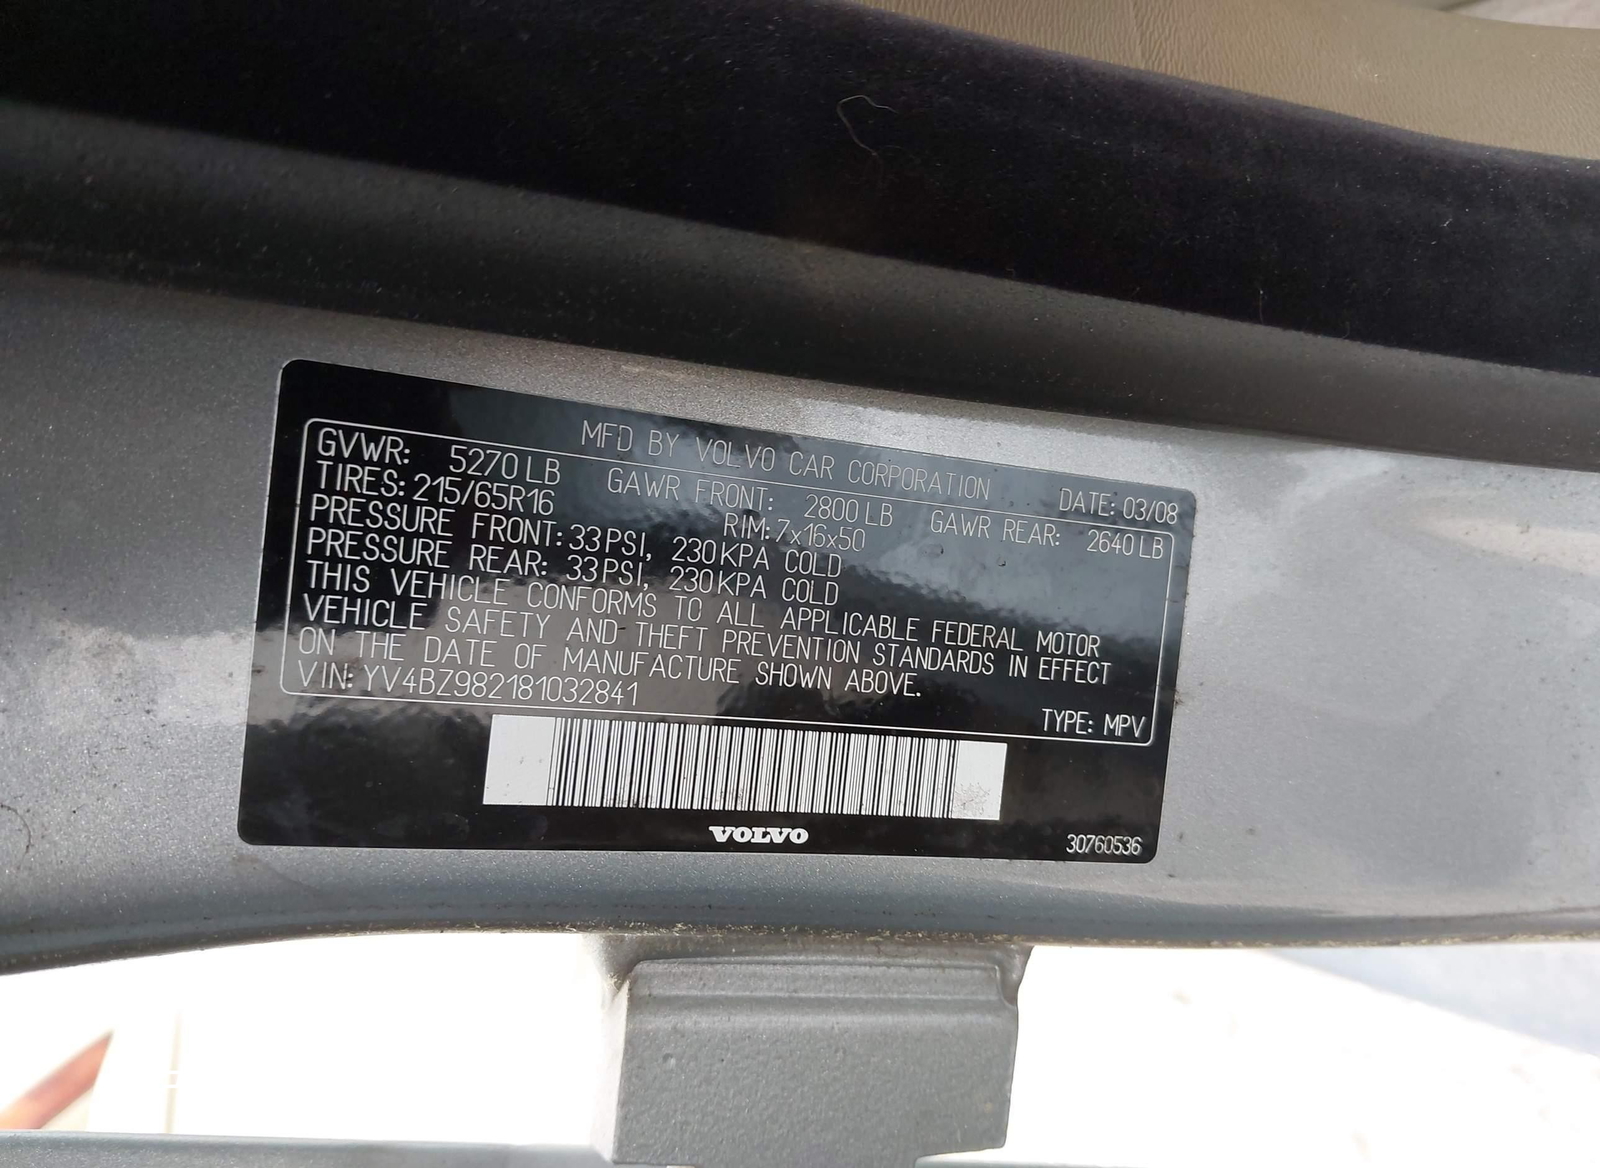 MFD BY VOLVO CAR CORPORATION DATE: 03/08
GVWR: 5270 LB GAWR FRONT: 2800 LB GAWR REAR: 2640 LB
TIRES: 215/65R16 RIM: 7x16x50
PRESSURE FRONT: 33 PSI, 230 KPA COLD
PRESSURE REAR: 33 PSI, 230 KPA COLD
THIS VEHICLE CONFORMS TO ALL APPLICABLE FEDERAL MOTOR
VEHICLE SAFETY AND THEFT PREVENTION STANDARDS IN EFFECT
ON THE DATE OF MANUFACTURE SHOWN ABOVE.
VIN: YV4BZ982181032841 TYPE: MPV
VOLVO
30760536